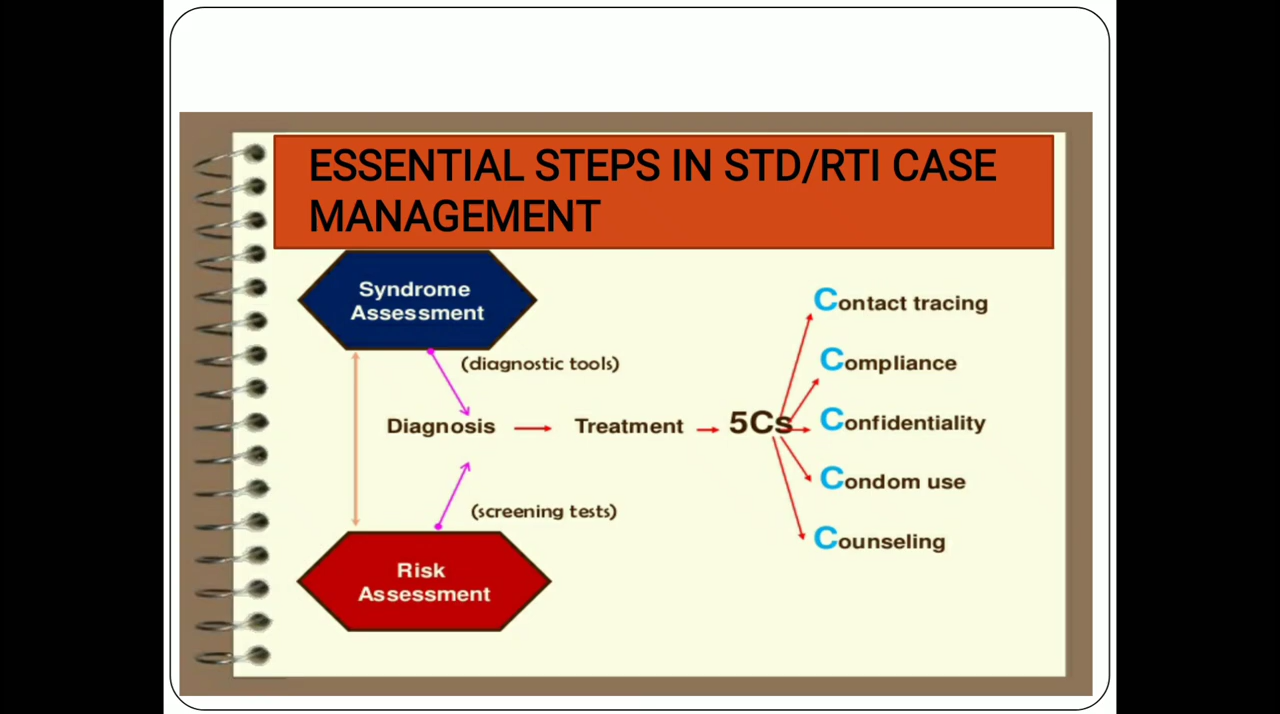 ESSENTIAL STEPS IN STD/RTI CASE
MANAGEMENT
Syndrome
Assessment
(diagnostic tools)
Diagnosis
Treatment
5Cs
(screening tests)
Risk
Assessment
Contact tracing
Compliance
Confidentiality
Condom use
Counseling